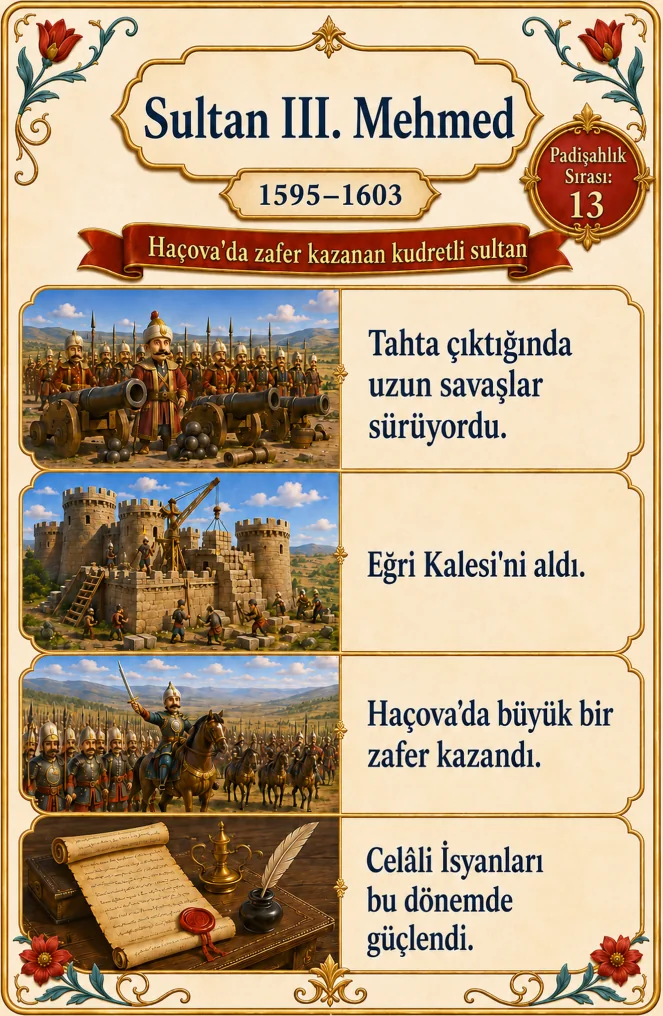 Sultan III. Mehmed
1595–1603
Padişahlık
Sırası:
13
Haçova'da zafer kazanan kudretli sultan
Tahta çıktığında
uzun savaşlar
sürüyordu.
Eğri Kalesi'ni aldı.
Haçova’da büyük bir
zafer kazandı.
Celâli İsyanları
bu dönemde
güçlendi.